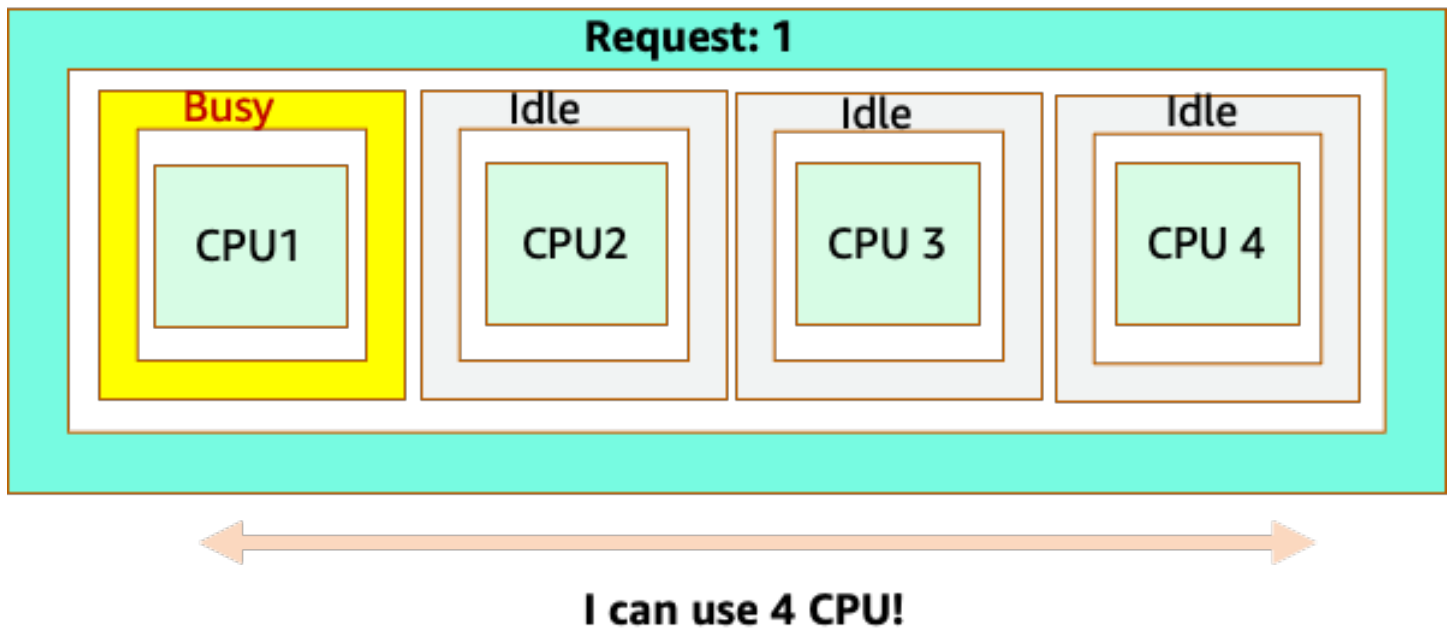 Request: 1
Busy
Idle
Idle
Idle
CPU1
CPU2
CPU 3
CPU 4
I can use 4 CPU!